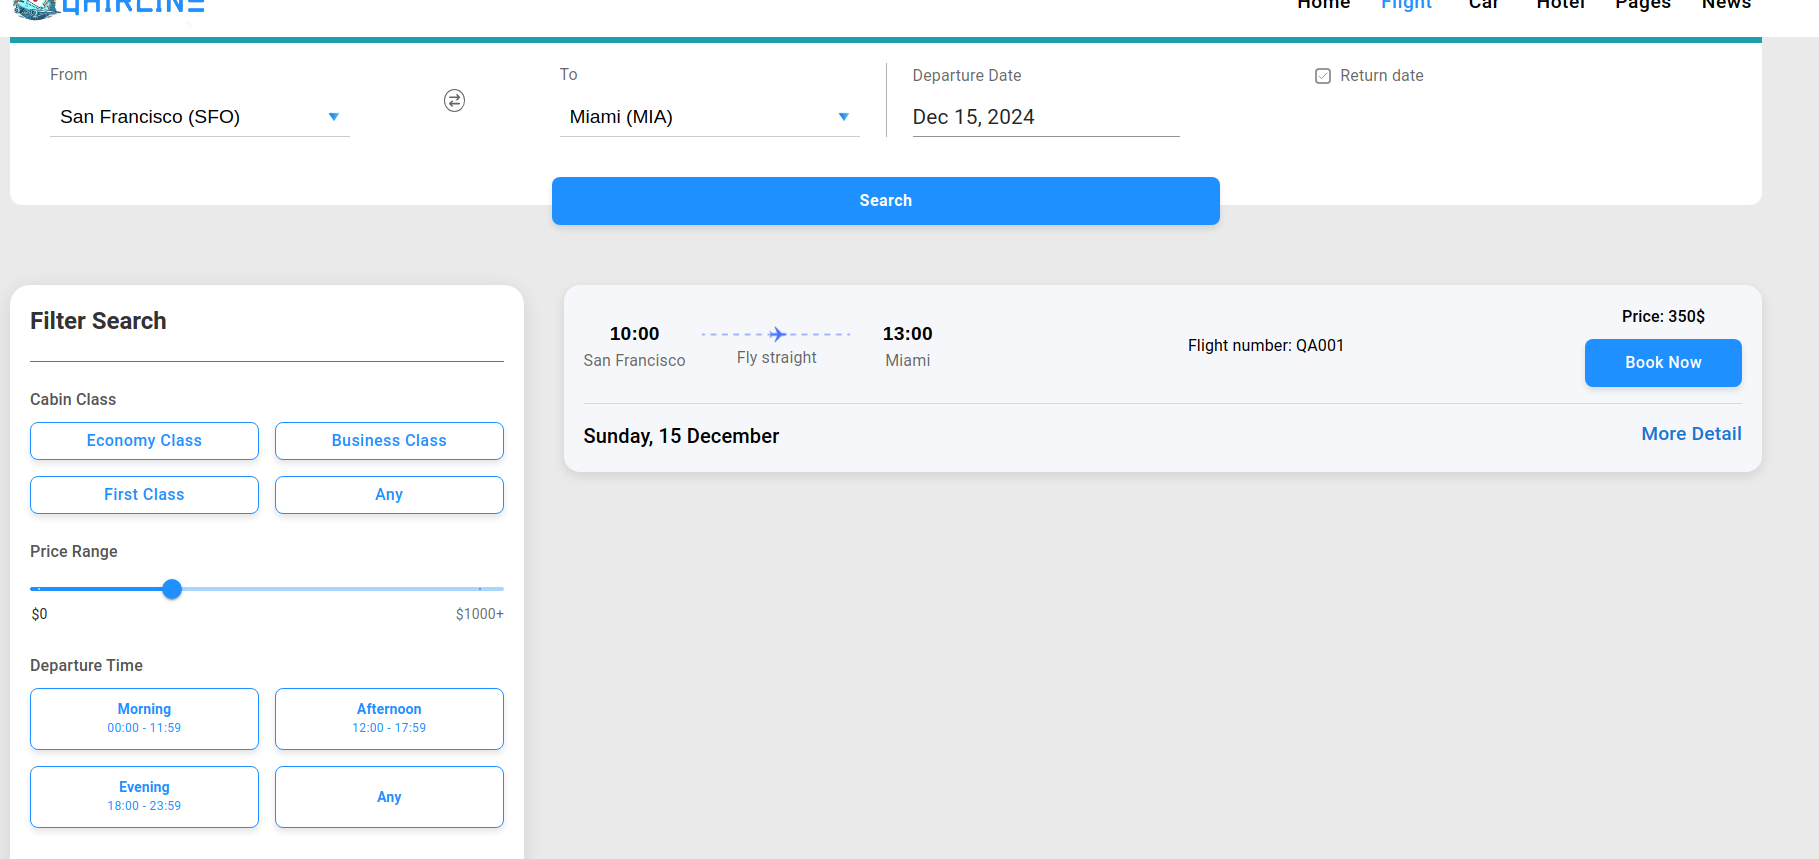 QAIRLINE
Home Flight Car Hotel Pages News
From
San Francisco (SFO)
To
Miami (MIA)
Departure Date
Dec 15, 2024
Return date
Search
Filter Search
Cabin Class
Economy Class
Business Class
First Class
Any
Price Range
$0
$1000+
Departure Time
Morning
00:00 - 11:59
Afternoon
12:00 - 17:59
Evening
18:00 - 23:59
Any
10:00
San Francisco
Fly straight
13:00
Miami
Flight number: QA001
Price: 350$
Book Now
Sunday, 15 December
More Detail